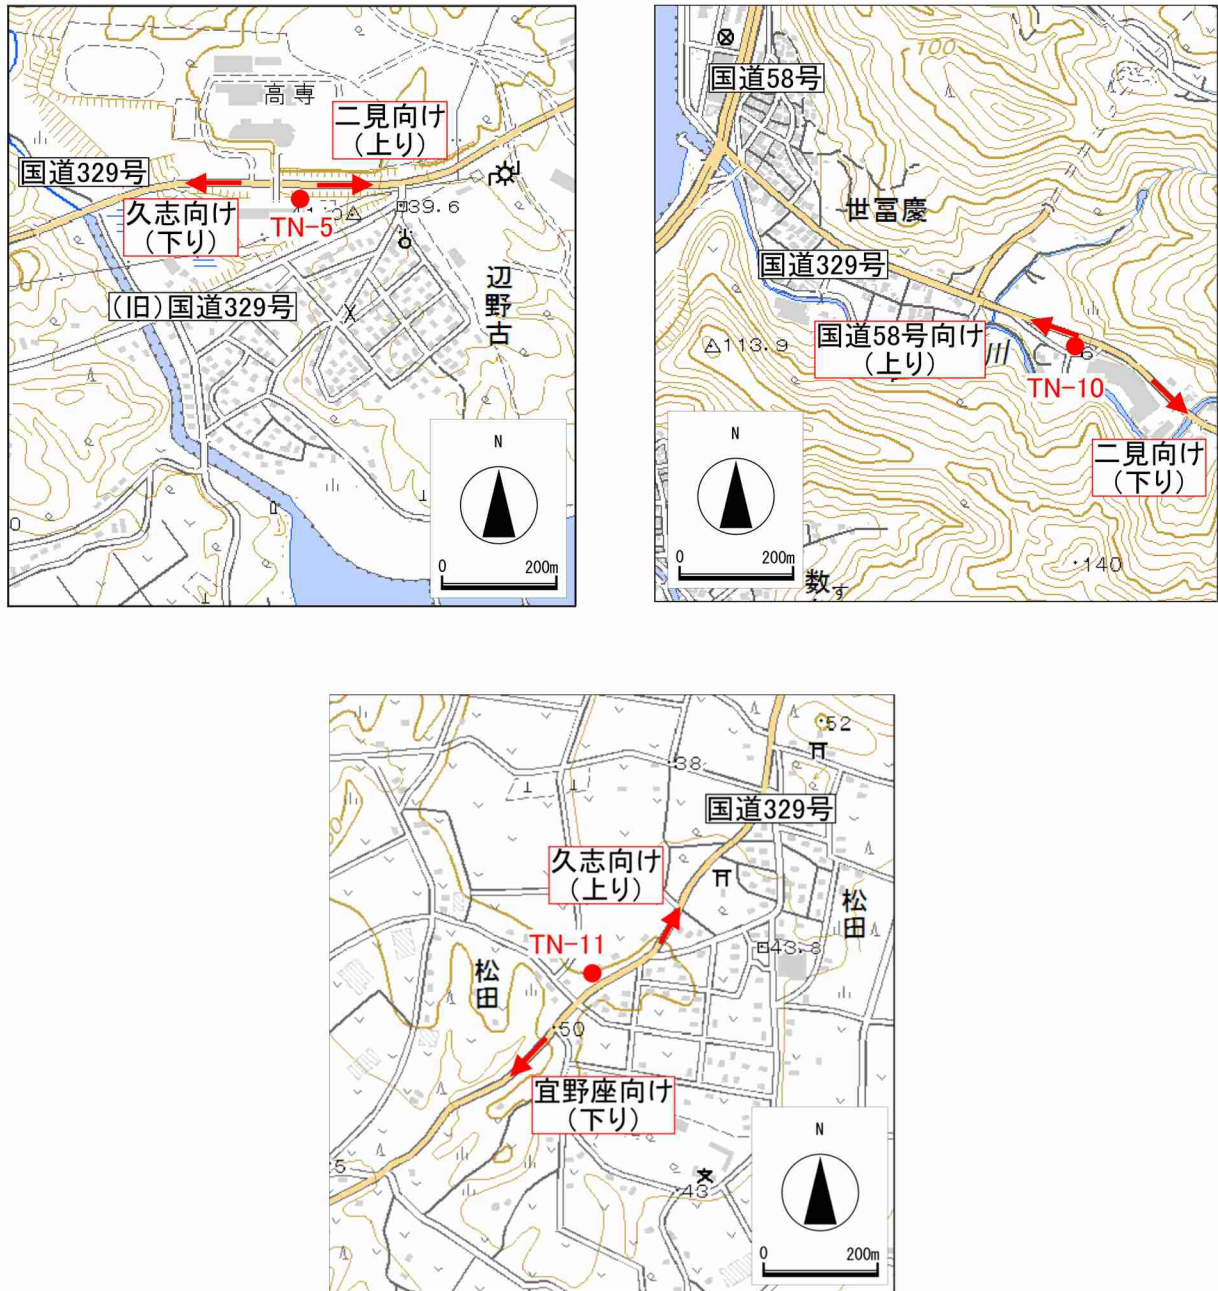 高専
二見向け
(上り)
国道329号
久志向け
(下り)
TN-5
39.6
(旧)国道329号
辺野古
N
0 200m
100
国道58号
世冨慶
国道329号
国道58号向け
(上り)
113.9
川
6
TN-10
二見向け
(下り)
N
0 200m
140
数す
52
38
国道329号
久志向け
(上り)
松田
TN-11
43.8
松田
50
宜野座向け
(下り)
N
5
43
0 200m